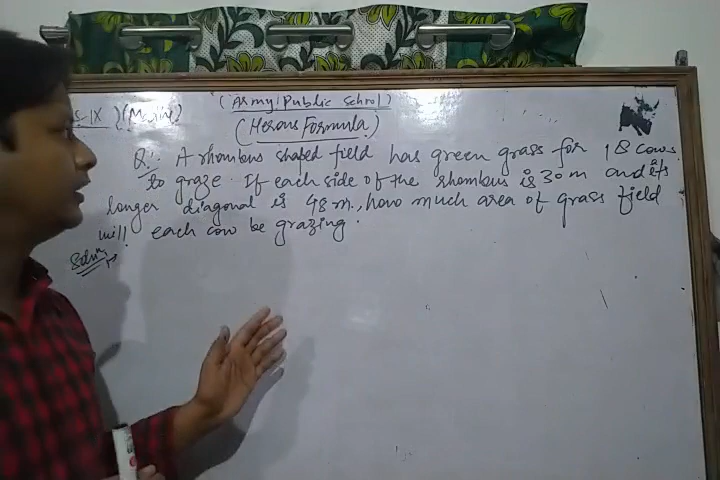 (Army Public School)
(Herons Formula)
Q:- A rhombus shaped field has green grass for 18 cows
to graze. If each side of the rhombus is 30 m and its
longer diagonal is 48 m, how much area of grass field
will each cow be grazing.
Soln